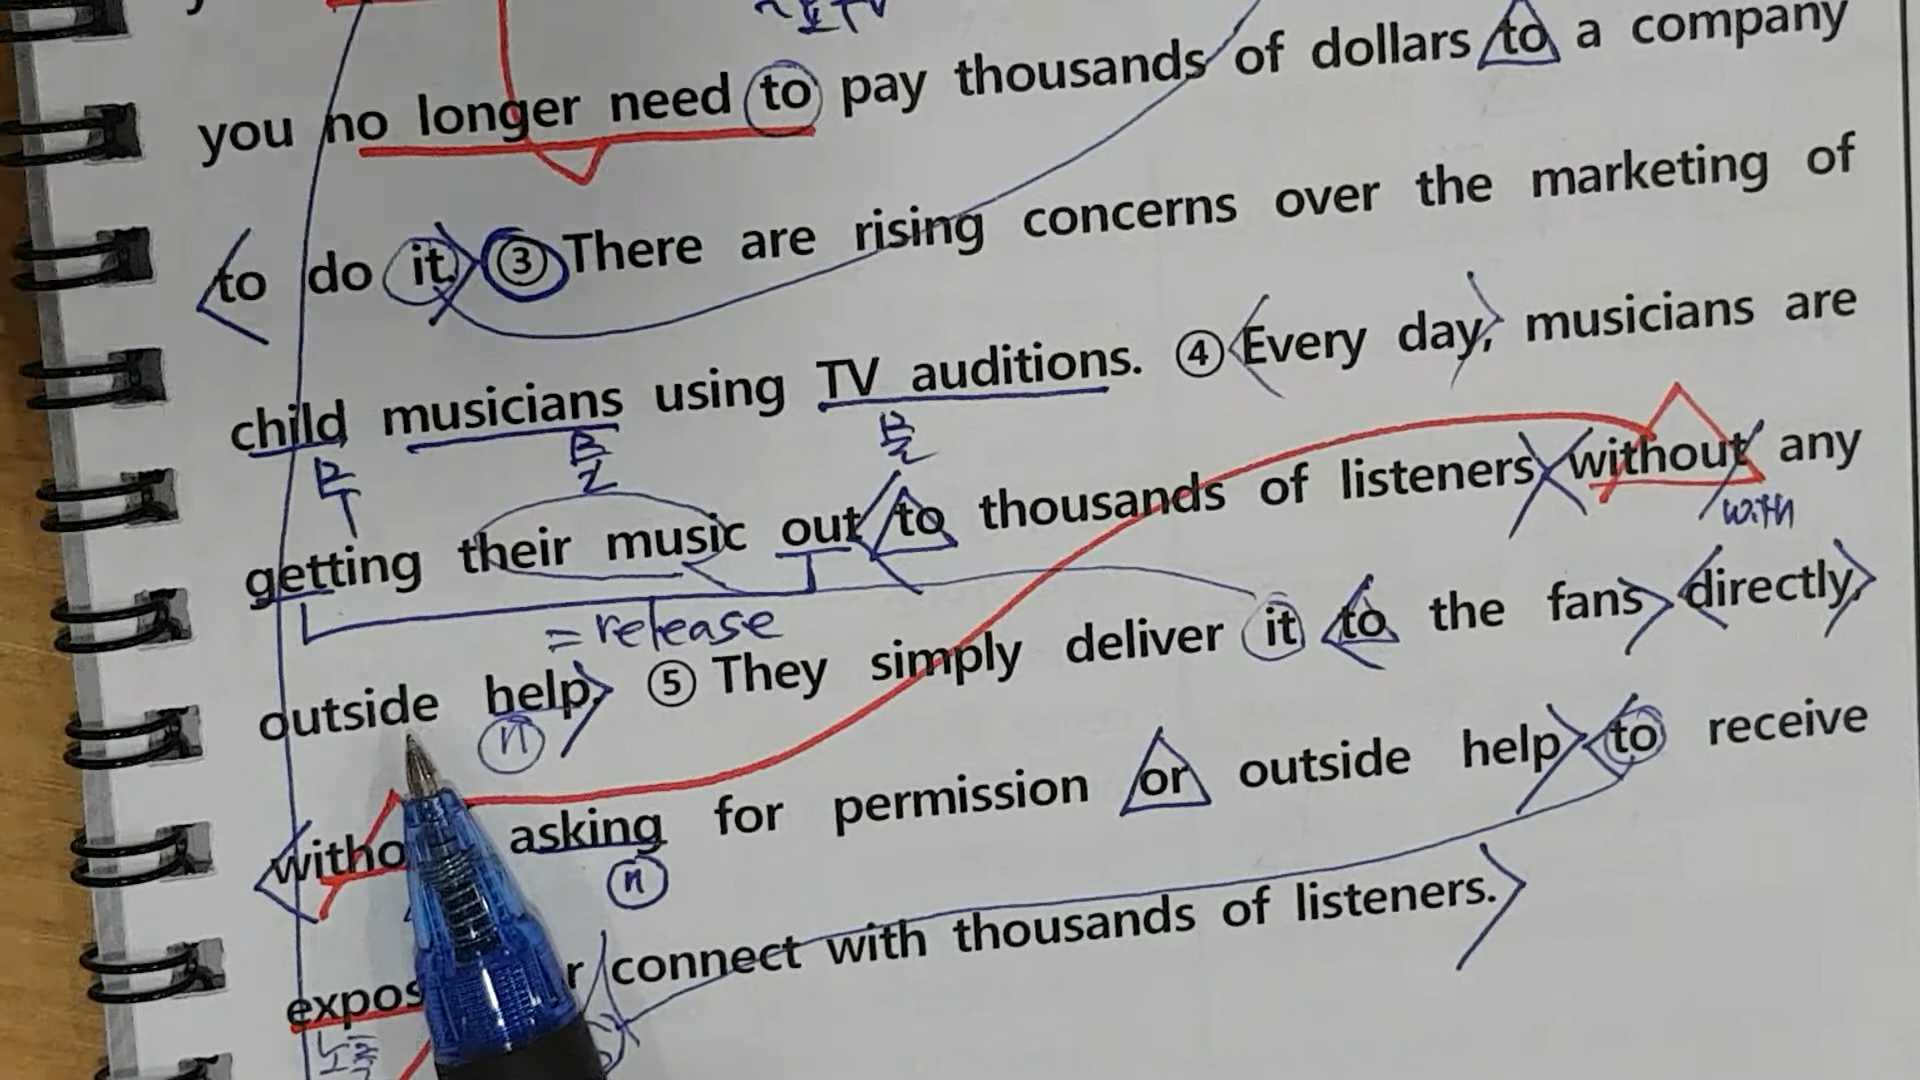 you no longer need to pay thousands of dollars to a company
to do it. ③ There are rising concerns over the marketing of
child musicians using TV auditions. ④ Every day, musicians are
getting their music out to thousands of listeners without any
with
= release
outside help. ⑤ They simply deliver it to the fans directly,
n
asking for permission or outside help to receive
n
connect with thousands of listeners.